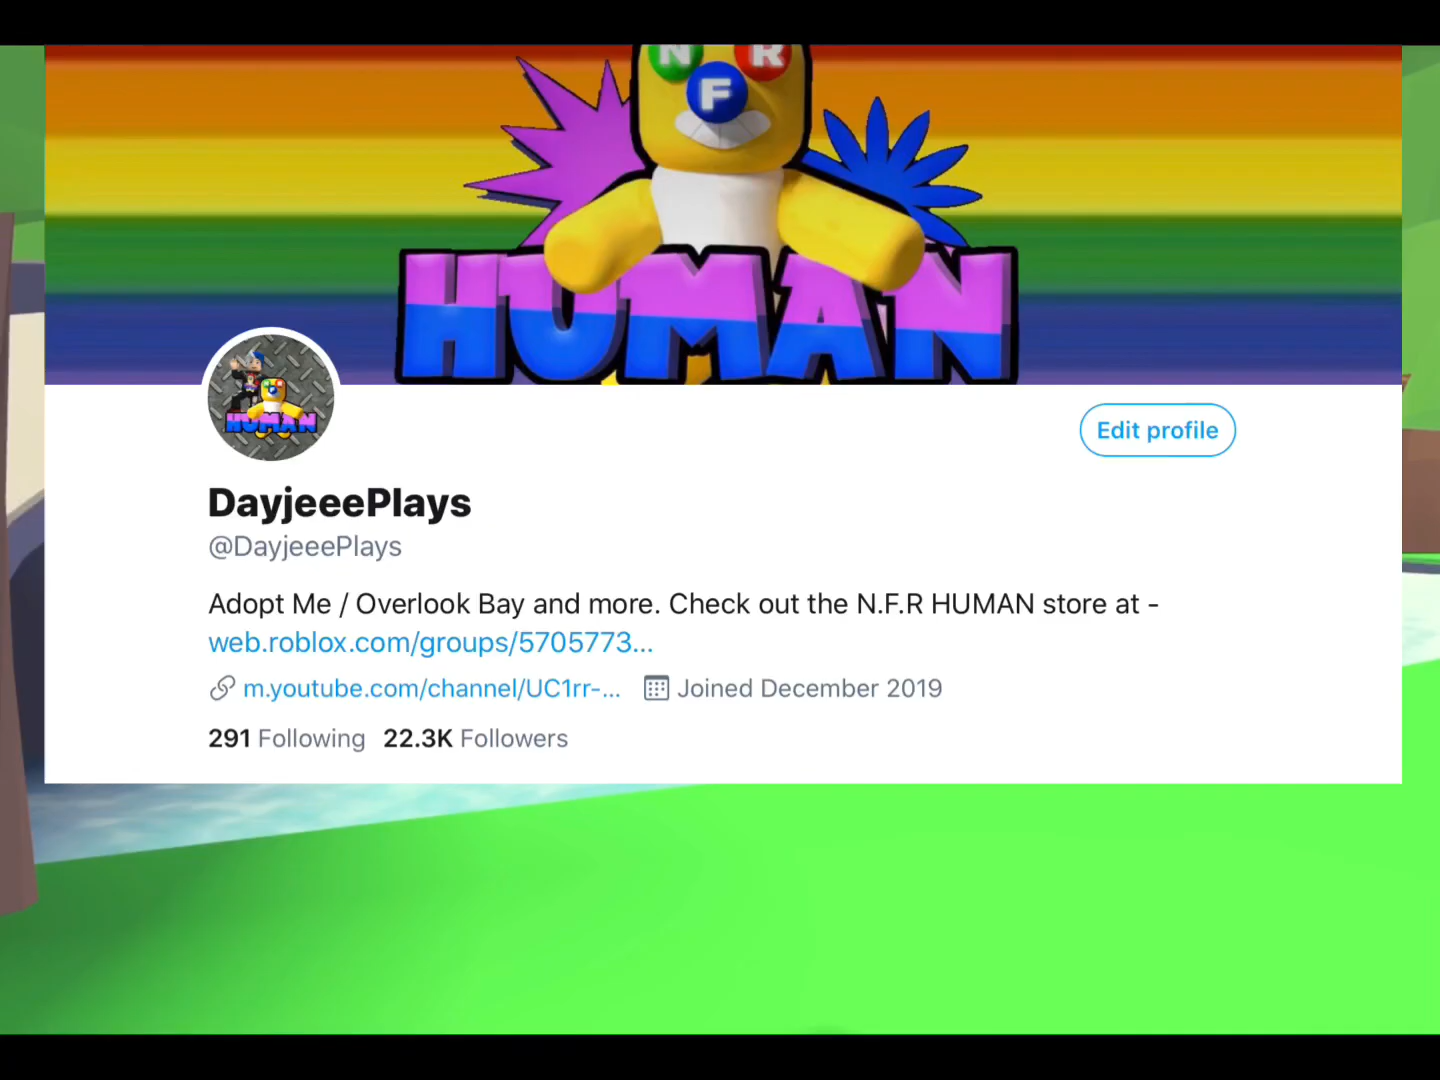 N R
F
HUMAN
HUMAN
Edit profile
DayjeeePlays
@DayjeeePlays
Adopt Me / Overlook Bay and more. Check out the N.F.R HUMAN store at -
web.roblox.com/groups/5705773...
m.youtube.com/channel/UC1rr-... Joined December 2019
291 Following 22.3K Followers